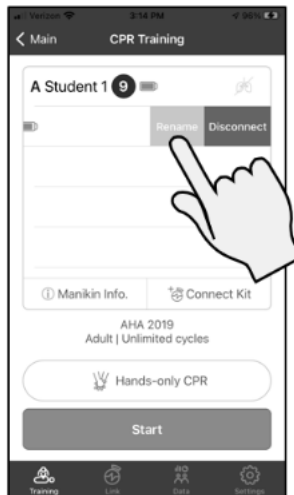 Verizon 3:14 PM 96%
Main CPR Training
A Student 1 9
Rename Disconnect
Manikin Info. Connect Kit
AHA 2019
Adult | Unlimited cycles
Hands-only CPR
Start
Training Link Data Settings